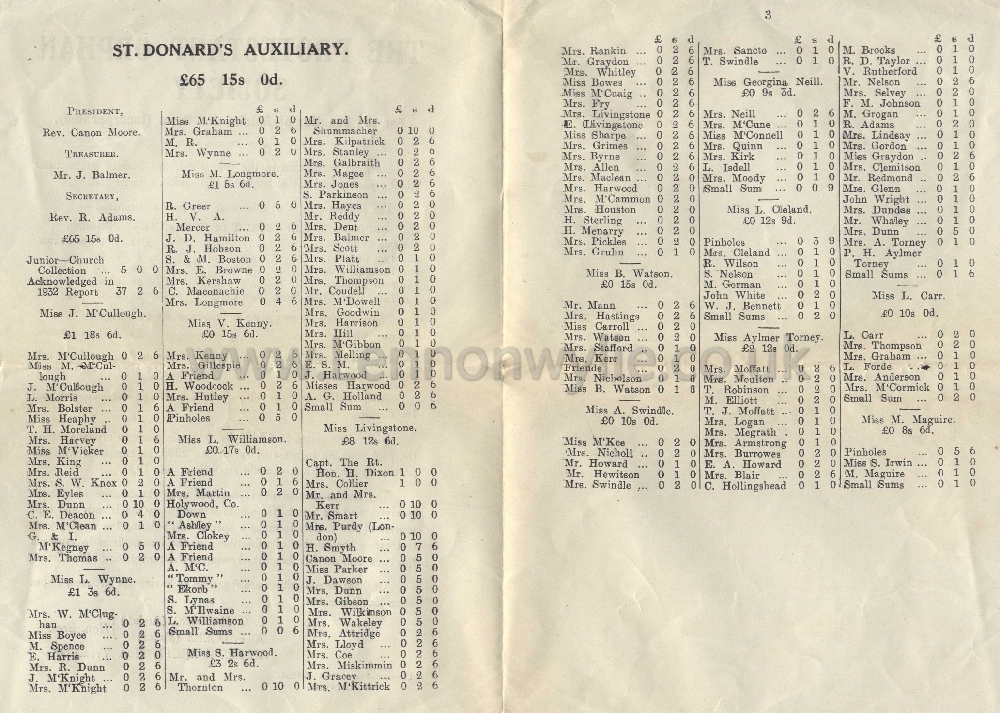 ST. DONARD'S AUXILIARY.
£65 15s 0d.
PRESIDENT,
Rev. Canon Moore.
TREASURER.
Mr. J. Balmer.
SECRETARY,
Rev. R. Adams.
£65 15s 0d.
Junior—Church
Collection ... 5 0 0
Acknowledged in
1932 Report 37 2 6
Miss J. M'Cullough.
£1 18s 6d.
Mrs. M'Cullough 0 2 6
Miss M. M'Cul-
lough ... 0 1 0
J. M'Cullough 0 1 0
L. Morris ... 0 1 0
Mrs. Bolster ... 0 1 6
Miss Heaphy .. 0 1 0
T. H. Moreland 0 1 0
Mrs. Harvey 0 1 6
Miss M'Vicker 0 1 0
Mrs. King ... 0 1 0
Mrs. Reid ... 0 1 0
Mrs. S. W. Knox 0 2 0
Mrs. Eyles ... 0 1 0
Mrs. Dunn ... 0 10 0
C. E. Deacon ... 0 4 0
Mrs. M'Clean ... 0 1 0
G. & I.
M'Kegney ... 0 5 0
Mrs. Thomas .. 0 2 0
Miss L. Wynne.
£1 3s 6d.
Mrs. W. M'Clug-
han ... 0 2 6
Miss Boyce ... 0 2 6
M. Spence ... 0 2 6
E. Harris ... 0 2 0
Mrs. R. Dunn 0 2 6
J. M'Knight ... 0 2 6
Mrs. M'Knight 0 2 6
£ s d
Miss M'Knight 0 1 0
Mrs. Graham ... 0 2 6
M. R. ... 0 1 0
Mrs. Wynne ... 0 2 0
Miss M. Longmore.
£1 5s 6d.
R. Greer ... 0 5 0
H. V. A.
Mercer ... 0 2 6
J. D. Hamilton 0 2 6
R. J. Hobson 0 2 6
S. & M. Boston 0 2 6
Mrs. E. Browne 0 2 0
Mrs. Kershaw 0 2 0
C. Maconachie 0 2 0
Mrs. Longmore 0 4 6
Miss V. Kenny.
£0 15s 6d.
Mrs. Kenny ... 0 2 6
Mrs. Gillespie 0 2 6
A Friend ... 0 1 0
H. Woodcock ... 0 2 6
Mrs. Hutley ... 0 1 0
A Friend ... 0 1 0
Pinholes ... 0 5 0
Miss L. Williamson.
£0 17s 0d.
A Friend ... 0 2 0
A Friend ... 0 1 6
Mrs. Martin ... 0 2 0
Holywood, Co.
Down ... 0 1 0
"Ashley" ... 0 1 0
Mrs. Clokey ... 0 1 0
A Friend ... 0 1 0
A Friend ... 0 1 0
A. M'C. ... 0 1 0
"Tommy" ... 0 1 0
"Ekorb" ... 0 1 0
S. Lynas ... 0 1 0
S. M'Ilwaine ... 0 1 0
L. Williamson 0 1 0
Small Sums ... 0 0 6
Miss S. Harwood.
£3 2s 6d.
Mr. and Mrs.
Thornten ... 0 10 0
£ s d
Mr. and Mrs.
Shummacher 0 10 0
Mrs. Kilpatrick 0 2 6
Mrs. Stanley ... 0 2 6
Mrs. Galbraith 0 2 6
Mrs. Magee ... 0 2 6
Mrs. Jones ... 0 2 6
S. Parkinson ... 0 2 6
Mrs. Hayes ... 0 2 0
Mr. Reddy ... 0 2 0
Mrs. Dent ... 0 2 0
Mrs. Balmer ... 0 2 0
Mrs. Scott ... 0 2 0
Mrs. Platt ... 0 1 0
Mrs. Williamson 0 1 0
Mrs. Thompson 0 1 0
Mr. Coudell ... 0 1 0
Mrs. Goodwin 0 1 0
Mrs. M'Dowell 0 1 0
Mrs. Harrison 0 1 0
Mrs. Hill ... 0 1 0
Mrs. M'Gibbon 0 1 0
Mrs. Melling ... 0 1 0
E. S. M. ... 0 1 0
J. Harwood ... 0 1 0
Misses Harwood 0 2 6
A. G. Holland 0 2 6
Small Sum ... 0 0 6
Miss Livingstone.
£8 12s 6d.
Capt. The Rt.
Hon. H. Dixon 1 0 0
Mrs. Collier 1 0 0
Mr. and Mrs.
Kerr ... 0 10 0
Mr. Smart ... 0 10 0
Mrs. Purdy (Lon-
don) ... 0 10 0
H. Smyth ... 0 7 6
Canon Moore ... 0 5 0
Miss Parker ... 0 5 0
J. Dawson ... 0 5 0
Mrs. Dunn ... 0 5 0
Mrs. Gibson ... 0 5 0
Mrs. Wilkinson 0 5 0
Mrs. Wakeley 0 5 0
Mrs. Attridge 0 2 6
Mrs. Lloyd ... 0 2 6
Mrs. Coe ... 0 2 6
Mrs. Miskimmin 0 2 6
J. Gracey ... 0 2 6
Mrs. M'Kittrick 0 2 6
3
£ s d
Mrs. Rankin ... 0 2 6
Mr. Graydon ... 0 2 6
Mrs. Whitley 0 2 6
Miss Bowes ... 0 2 6
Miss M'Cuaig .. 0 2 6
Mrs. Fry ... 0 2 6
Mrs. Livingstone 0 2 6
E. Livingstone 0 2 6
Miss Sharpe ... 0 2 6
Mrs. Grimes ... 0 2 6
Mrs. Byrne ... 0 2 6
Mrs. Allen ... 0 2 6
Mrs. Maclean ... 0 2 6
Mrs. Harwood 0 2 0
Mrs. M'Cammon 0 2 0
Mrs. Houston 0 2 0
H. Sterling ... 0 2 0
H. Menarry ... 0 2 0
Mrs. Pickles ... 0 2 0
Mrs. Grubn ... 0 1 0
Miss B. Watson.
£0 15s 0d.
Mr. Mann ... 0 2 6
Mrs. Hastings 0 2 6
Miss Carroll ... 0 2 0
Mrs. Watson ... 0 2 0
Mrs. Stafford ... 0 1 0
Mrs. Kerr ... 0 1 0
Friends ... 0 2 0
Mrs. Nicholson 0 1 0
Miss B. Watson 0 1 0
Miss A. Swindle.
£0 10s 0d.
Miss M'Kee ... 0 2 0
Mrs. Nicholl .. 0 2 0
Mr. Howard ... 0 1 0
Mr. Hewitson 0 1 0
Mrs. Swindle ... 0 2 0
£ s d
Mrs. Sancto ... 0 1 0
T. Swindle ... 0 1 0
Miss Georgina Neill.
£0 9s 3d.
Mrs. Neill ... 0 2 6
Mrs. M'Cune ... 0 1 0
Miss M'Connell 0 1 0
Mrs. Quinn ... 0 1 0
Mrs. Kirk ... 0 1 0
L. Isdell ... 0 1 0
Mrs. Moody ... 0 1 0
Small Sum ... 0 0 9
Miss L. Cleland.
£0 12s 9d.
Pinholes ... 0 3 9
Mrs. Cleland ... 0 1 0
R. Wilson ... 0 1 0
S. Nelson ... 0 1 0
M. Gorman ... 0 1 0
John White ... 0 2 0
W. J. Bennett 0 1 0
Small Sums ... 0 2 0
Miss Aylmer Torney.
£2 12s 0d.
Mrs. Moffatt ... 0 2 6
Mrs. Moulton .. 0 2 0
T. Robinson ... 0 2 0
M. Elliott ... 0 2 0
T. J. Moffatt ... 0 1 0
Mrs. Logan ... 0 1 0
Mrs. Megrath . 0 1 0
Mrs. Armstrong 0 1 0
Mrs. Burrowes 0 2 0
E. A. Howard 0 2 0
Mrs. Blair ... 0 2 6
C. Hollingshead 0 1 0
£ s d
M. Brooks ... 0 1 0
R. D. Taylor ... 0 1 0
V. Rutherford 0 1 0
Mr. Nelson ... 0 2 6
Mrs. Selvey ... 0 2 0
F. M. Johnson 0 1 0
M. Grogan ... 0 1 0
R. Adams ... 0 2 0
Mrs. Lindsay ... 0 1 0
Mrs. Gordon ... 0 1 0
Miss Graydon .. 0 2 6
Mrs. Clemitson 0 1 0
Mr. Redmond .. 0 2 6
Mrs. Glenn ... 0 1 0
John Wright ... 0 1 0
Mrs. Dundas ... 0 1 0
Mr. Whaley ... 0 1 0
Mrs. Dunn ... 0 5 0
Mrs. A. Torney 0 1 0
P. H. Aylmer
Torney ... 0 1 0
Small Sums ... 0 1 6
Miss L. Carr.
£0 10s 0d.
L. Carr ... 0 2 0
Mrs. Thompson 0 2 0
Mrs. Graham ... 0 1 0
L. Forde ... 0 1 0
Mrs. Anderson 0 1 0
Mrs. M'Cormick 0 1 0
Small Sum ... 0 2 0
Miss M. Maguire.
£0 8s 6d.
Pinholes ... 0 5 6
Miss S. Irwin ... 0 1 0
M. Maguire ... 0 1 0
Small Sums ... 0 1 0